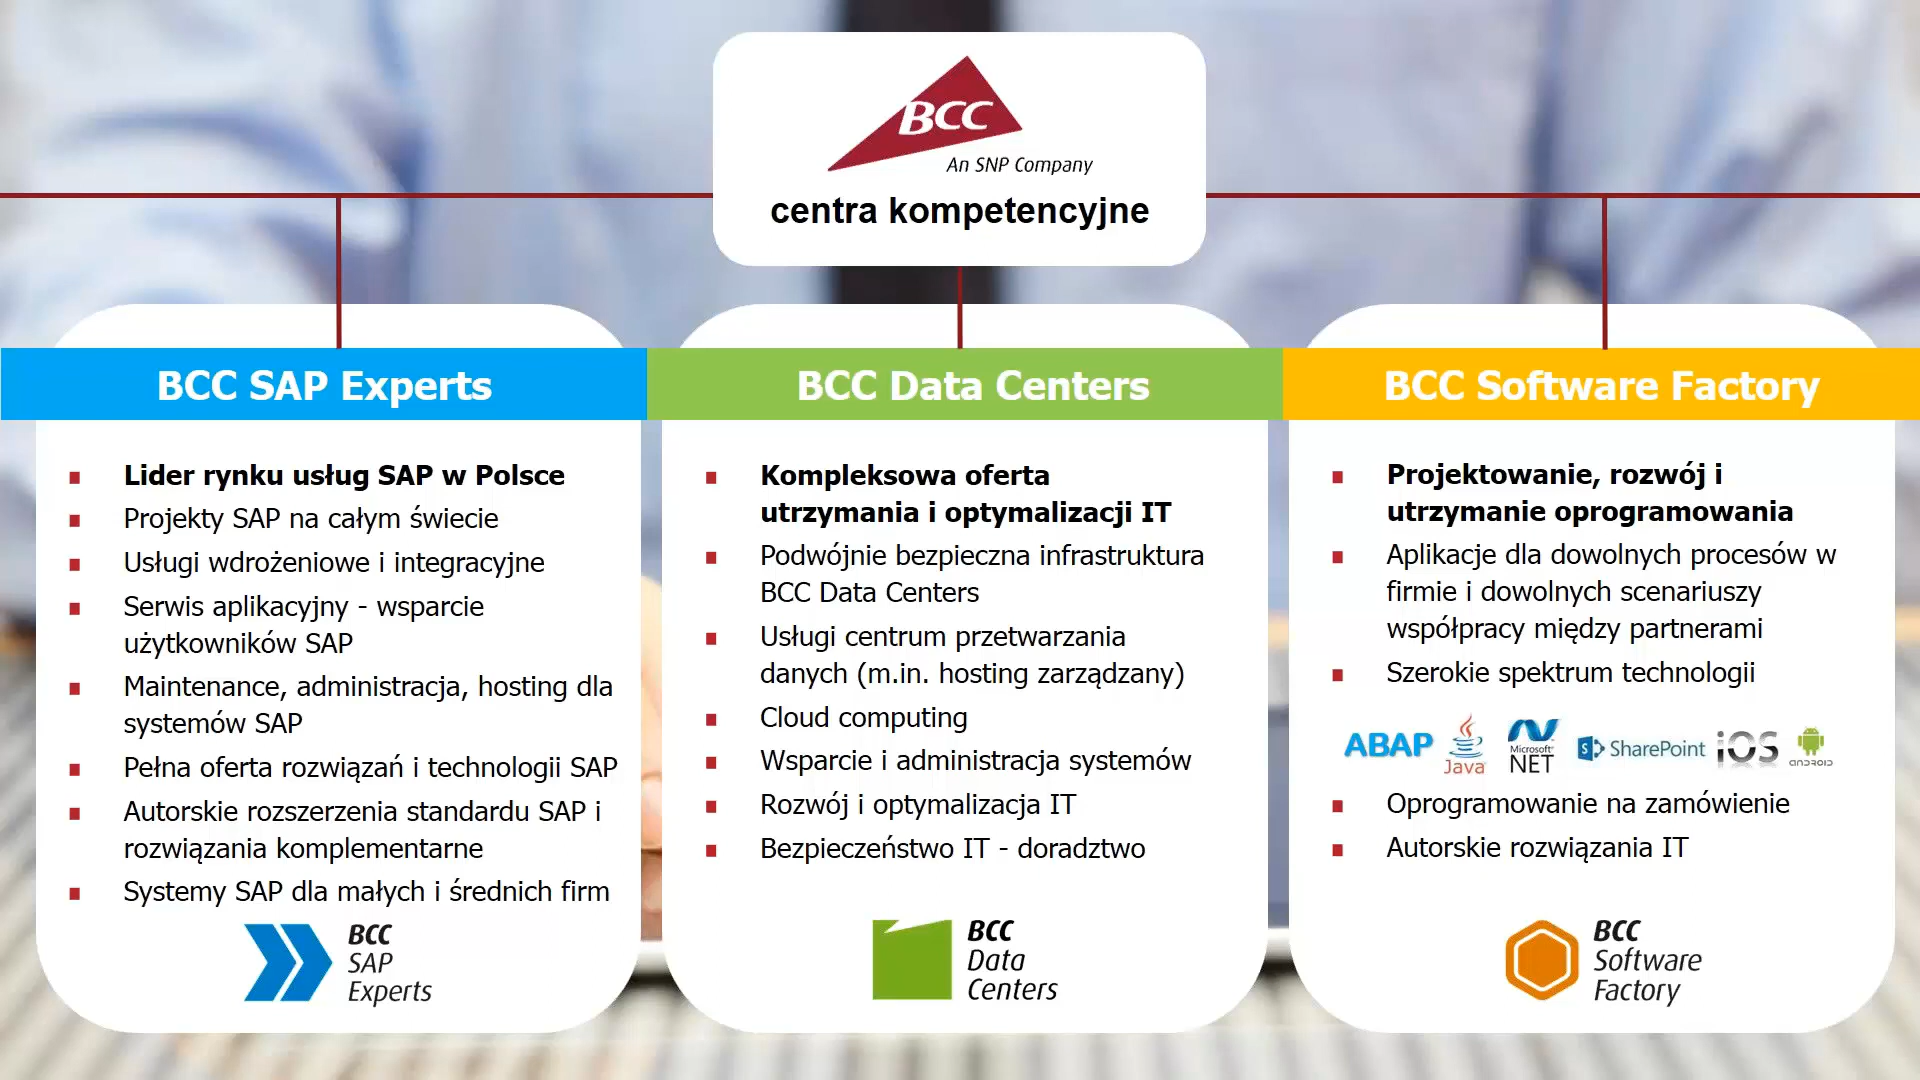 BCC
An SNP Company
centra kompetencyjne
BCC SAP Experts
Lider rynku usług SAP w Polsce
Projekty SAP na całym świecie
Usługi wdrożeniowe i integracyjne
Serwis aplikacyjny - wsparcie
użytkowników SAP
Maintenance, administracja, hosting dla
systemów SAP
Pełna oferta rozwiązań i technologii SAP
Autorskie rozszerzenia standardu SAP i
rozwiązania komplementarne
Systemy SAP dla małych i średnich firm
BCC
SAP
Experts
BCC Data Centers
Kompleksowa oferta
utrzymania i optymalizacji IT
Podwójnie bezpieczna infrastruktura
BCC Data Centers
Usługi centrum przetwarzania
danych (m.in. hosting zarządzany)
Cloud computing
Wsparcie i administracja systemów
Rozwój i optymalizacja IT
Bezpieczeństwo IT - doradztwo
BCC
Data
Centers
BCC Software Factory
Projektowanie, rozwój i
utrzymanie oprogramowania
Aplikacje dla dowolnych procesów w
firmie i dowolnych scenariuszy
współpracy między partnerami
Szerokie spektrum technologii
ABAP
Java
Microsoft
NET
S SharePoint
iOS
ANDROID
Oprogramowanie na zamówienie
Autorskie rozwiązania IT
BCC
Software
Factory